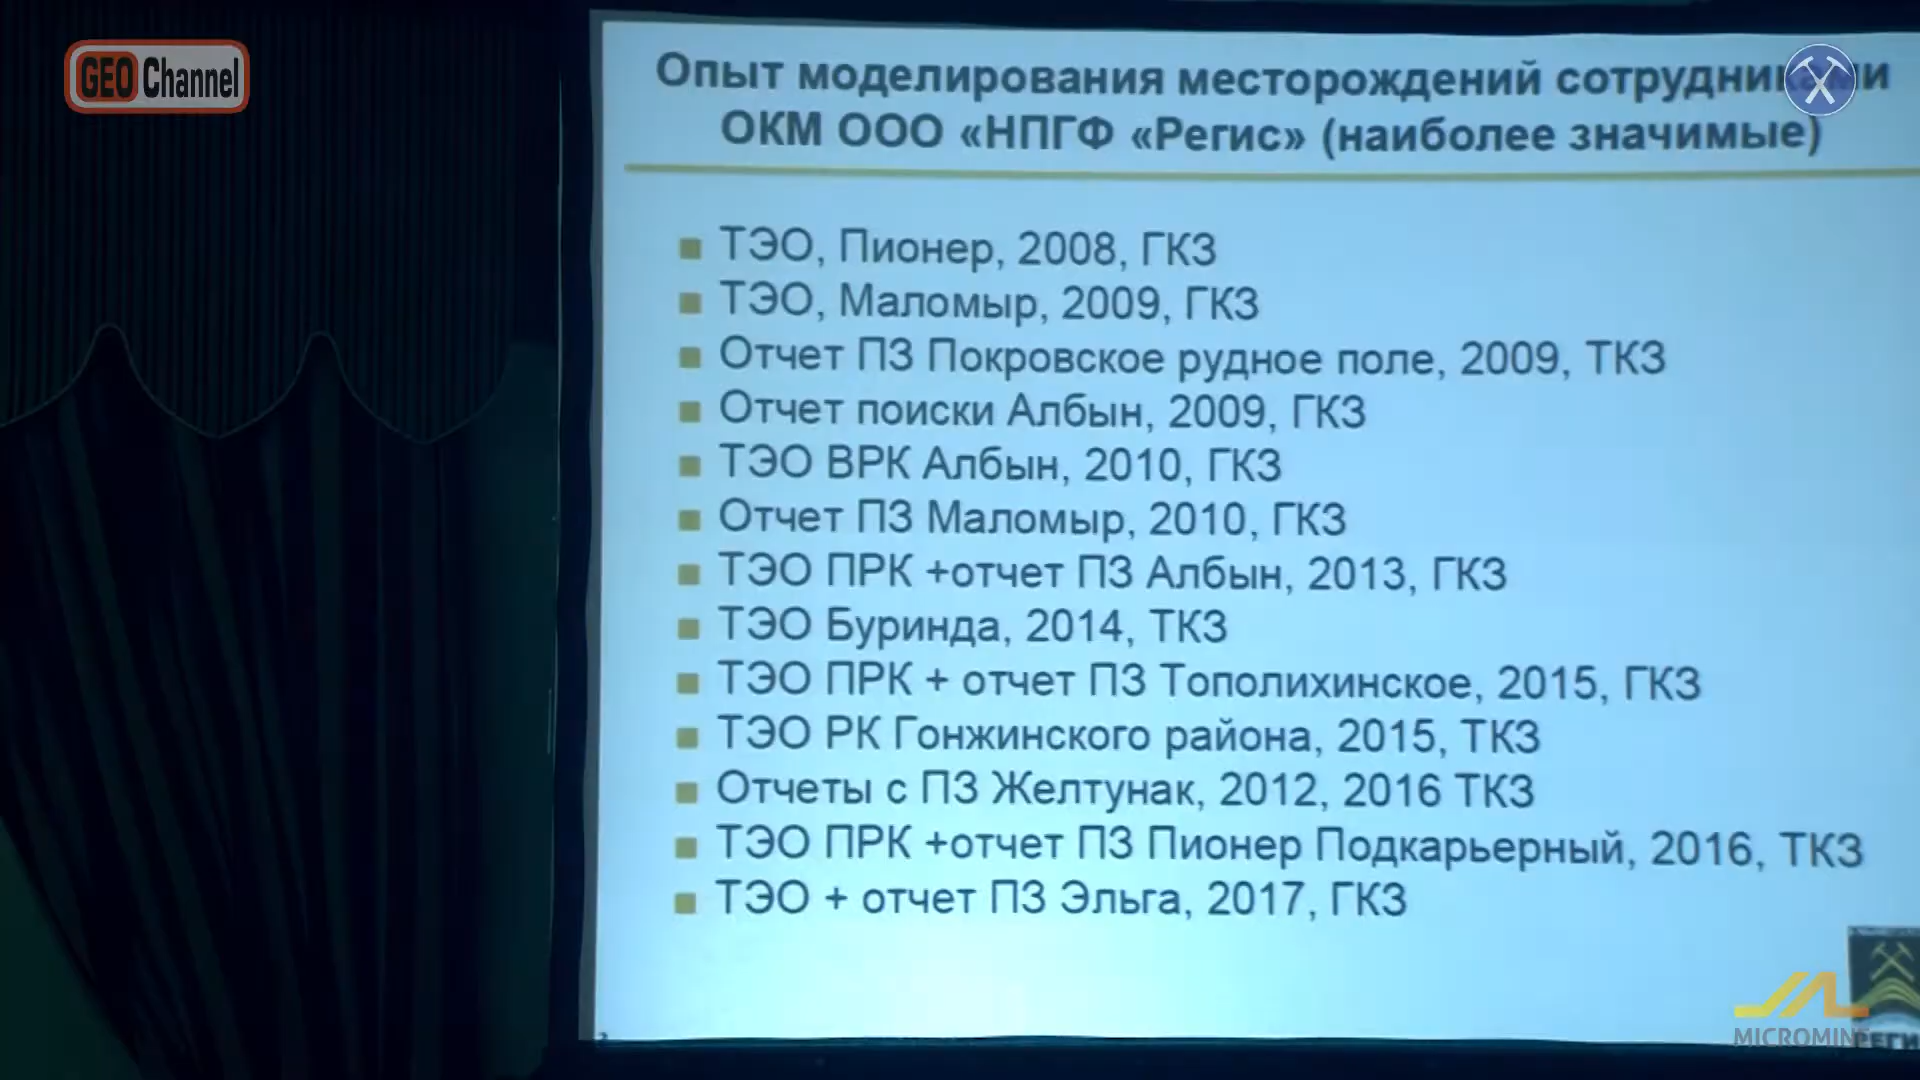 GEO Channel
Опыт моделирования месторождений сотрудниками
ОКМ ООО «НПГФ «Регис» (наиболее значимые)
ТЭО, Пионер, 2008, ГКЗ
ТЭО, Маломыр, 2009, ГКЗ
Отчет ПЗ Покровское рудное поле, 2009, ТКЗ
Отчет поиски Албын, 2009, ГКЗ
ТЭО ВРК Албын, 2010, ГКЗ
Отчет ПЗ Маломыр, 2010, ГКЗ
ТЭО ПРК +отчет ПЗ Албын, 2013, ГКЗ
ТЭО Буринда, 2014, ТКЗ
ТЭО ПРК + отчет ПЗ Тополихинское, 2015, ГКЗ
ТЭО РК Гонжинского района, 2015, ТКЗ
Отчеты с ПЗ Желтунак, 2012, 2016 ТКЗ
ТЭО ПРК +отчет ПЗ Пионер Подкарьерный, 2016, ТКЗ
ТЭО + отчет ПЗ Эльга, 2017, ГКЗ
MICROMINE